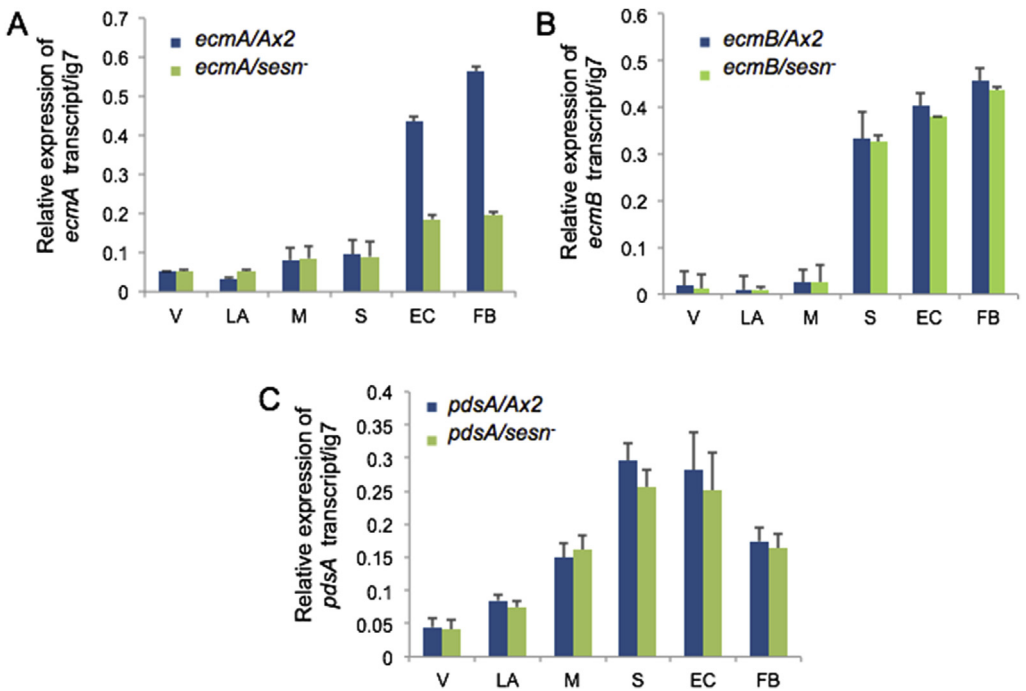 A
Relative expression of
ecmA transcript/ig7
0.7
0.6
0.5
0.4
0.3
0.2
0.1
0
ecmA/Ax2
ecmA/sesn-
V LA M S EC FB
B
Relative expression of
ecmB transcript/ig7
0.6
0.5
0.4
0.3
0.2
0.1
0
ecmB/Ax2
ecmB/sesn-
V LA M S EC FB
C
Relative expression of
pdsA transcript/ig7
0.4
0.35
0.3
0.25
0.2
0.15
0.1
0.05
0
pdsA/Ax2
pdsA/sesn-
V LA M S EC FB